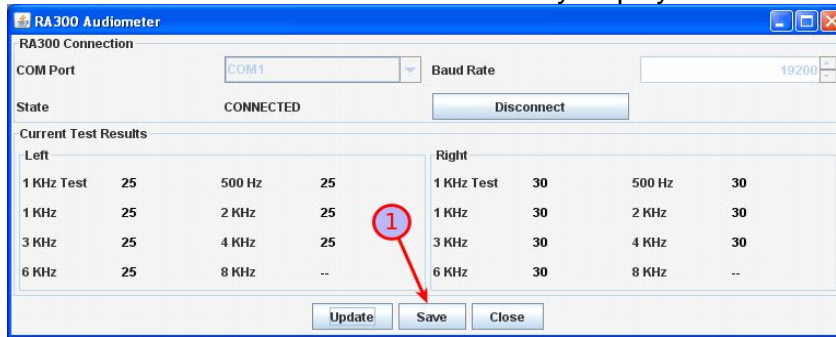 RA300 Audiometer
RA300 Connection
COM Port COM1 Baud Rate 19200
State CONNECTED Disconnect
Current Test Results
Left Right
1 KHz Test 25 500 Hz 25 1 KHz Test 30 500 Hz 30
1 KHz 25 2 KHz 25 1 KHz 30 2 KHz 30
1
3 KHz 25 4 KHz 25 3 KHz 30 4 KHz 30
6 KHz 25 8 KHz -- 6 KHz 30 8 KHz --
Update Save Close